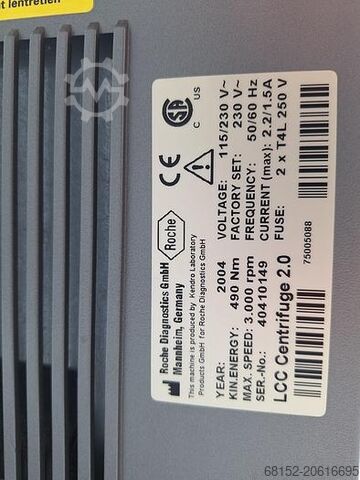 t lentretien
Roche
Roche Diagnostics GmbH
Mannheim, Germany
This machine is produced by Kendro Laboratory
Products GmbH for Roche Diagnostics GmbH
C US
YEAR: 2004
KIN.ENERGY: 490 Nm
MAX. SPEED: 3.000 rpm
SER.-No.: 40410149
VOLTAGE: 115/230 V~
FACTORY SET: 230 V~
FREQUENCY: 50/60 Hz
CURRENT (max): 2.2/1.5A
FUSE: 2 x T4L 250 V
LCC Centrifuge 2.0
75005088
68152-20616695